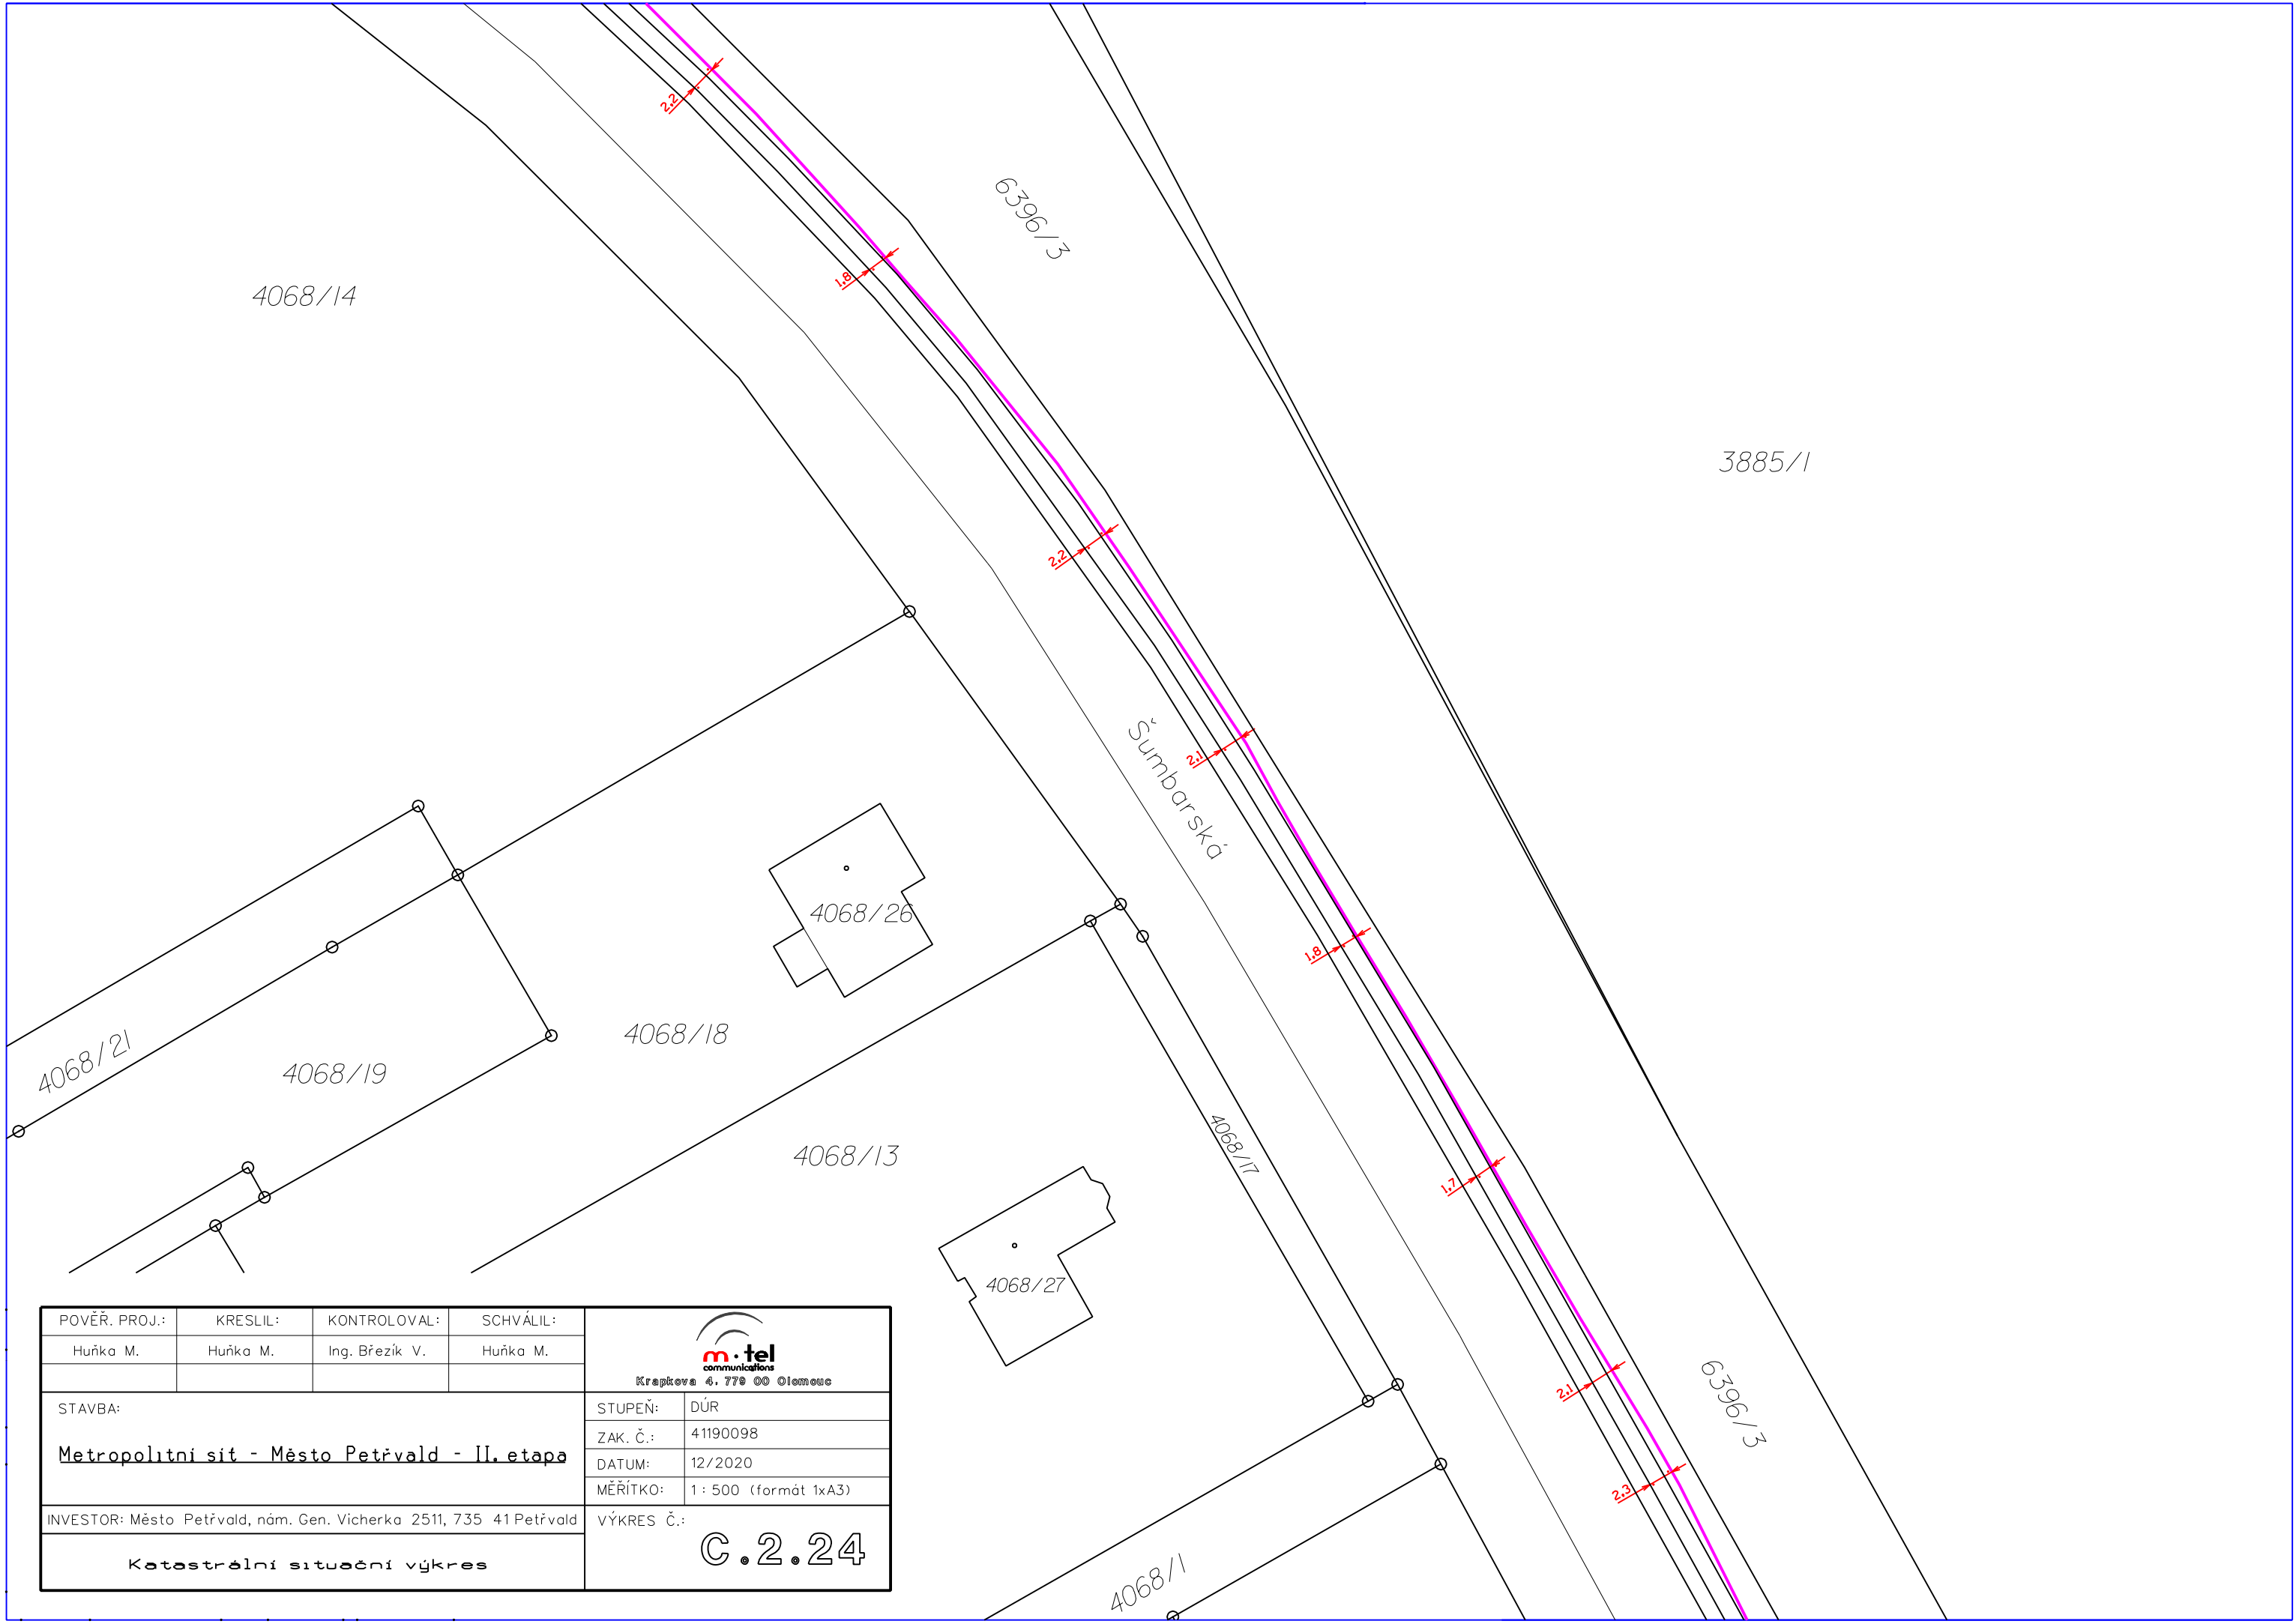 2,2
6396/3
1,8
4068/14
3885/1
2,2
Šumbarská
2,1
4068/26
1,8
4068/18
4068/21
4068/19
4068/17
4068/13
1,7
4068/27
2,1
6396/3
2,3
4068/1
POVĚŘ. PROJ.: KRESLIL: KONTROLOVAL: SCHVÁLIL:
Huňka M. Huňka M. Ing. Březík V. Huňka M.
m·tel
communications
Krapkova 4, 779 00 Olomouc
STAVBA:
Metropolitní síť - Město Petřvald - II. etapa
STUPEŇ: DÚR
ZAK. Č.: 41190098
DATUM: 12/2020
MĚŘÍTKO: 1 : 500 (formát 1xA3)
INVESTOR: Město Petřvald, nám. Gen. Vicherka 2511, 735 41 Petřvald
VÝKRES Č.:
C.2.24
Katastrální situační výkres